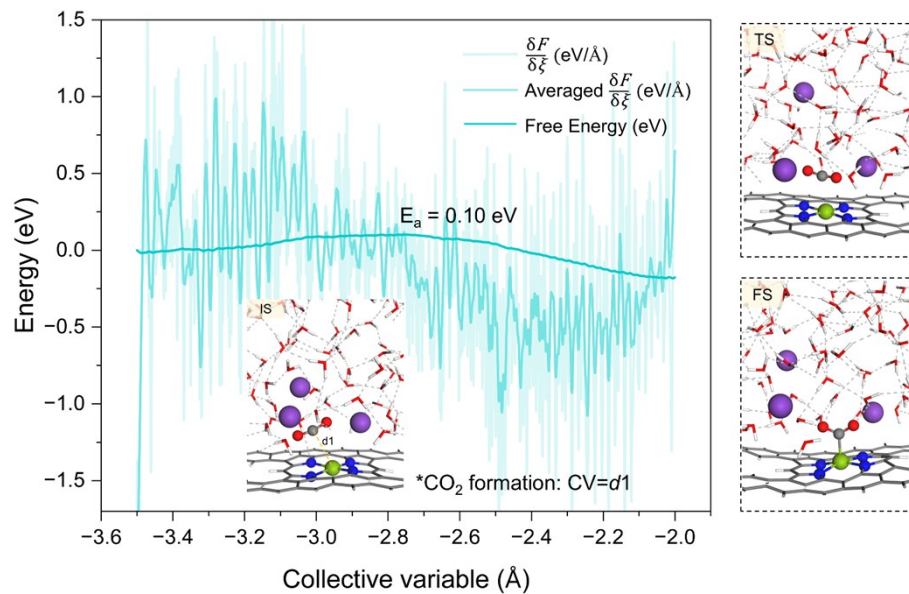 1.5
1.0
0.5
0.0
−0.5
−1.0
−1.5
Energy (eV)
δF/δξ (eV/Å)
Averaged δF/δξ (eV/Å)
Free Energy (eV)
Eₐ = 0.10 eV
IS
d1
*CO₂ formation: CV=d1
−3.6 −3.4 −3.2 −3.0 −2.8 −2.6 −2.4 −2.2 −2.0
Collective variable (Å)
TS
FS